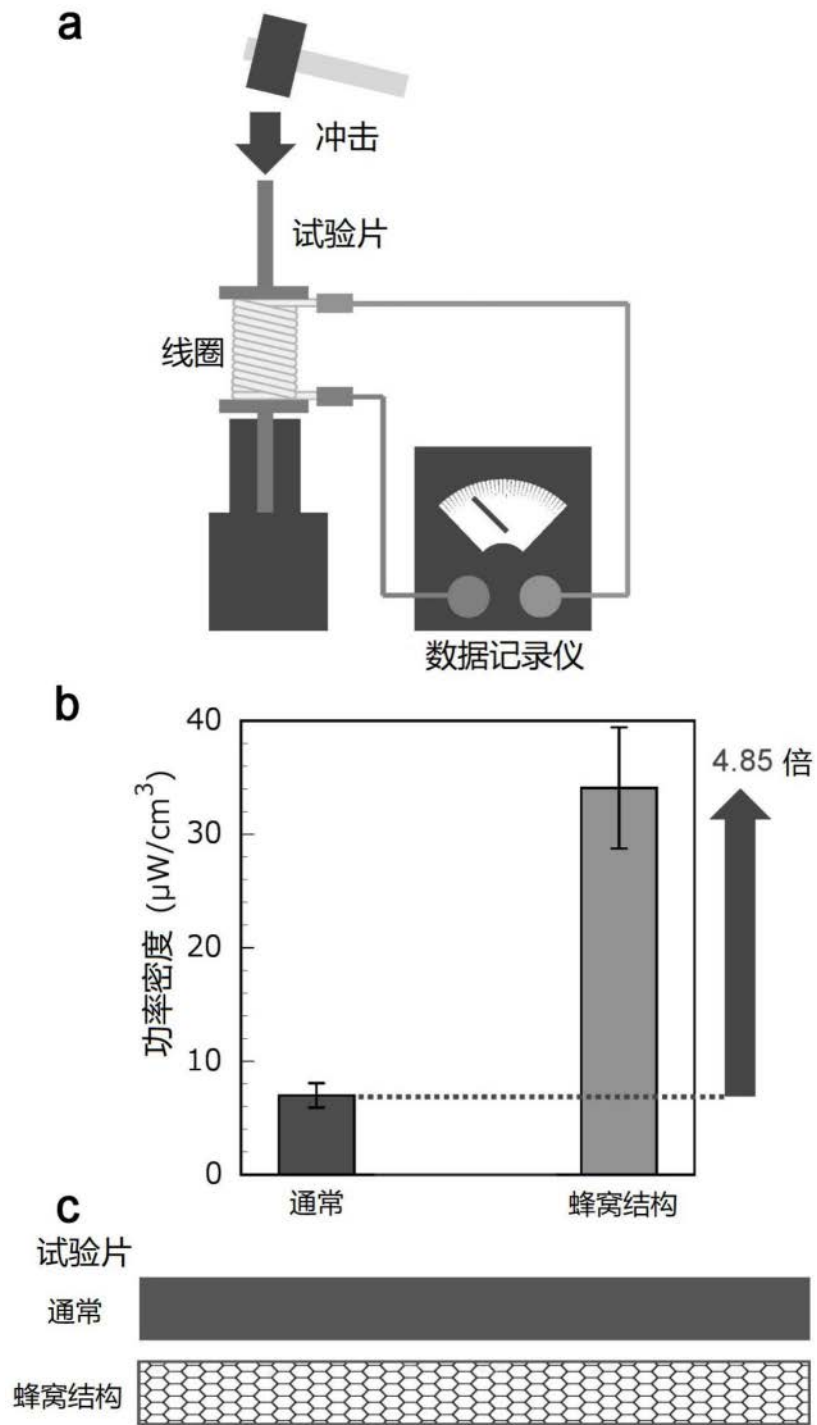 a
冲击
试验片
线圈
数据记录仪
b
功率密度 (μW/cm³)
40
30
20
10
0
4.85 倍
通常
蜂窝结构
c
试验片
通常
蜂窝结构